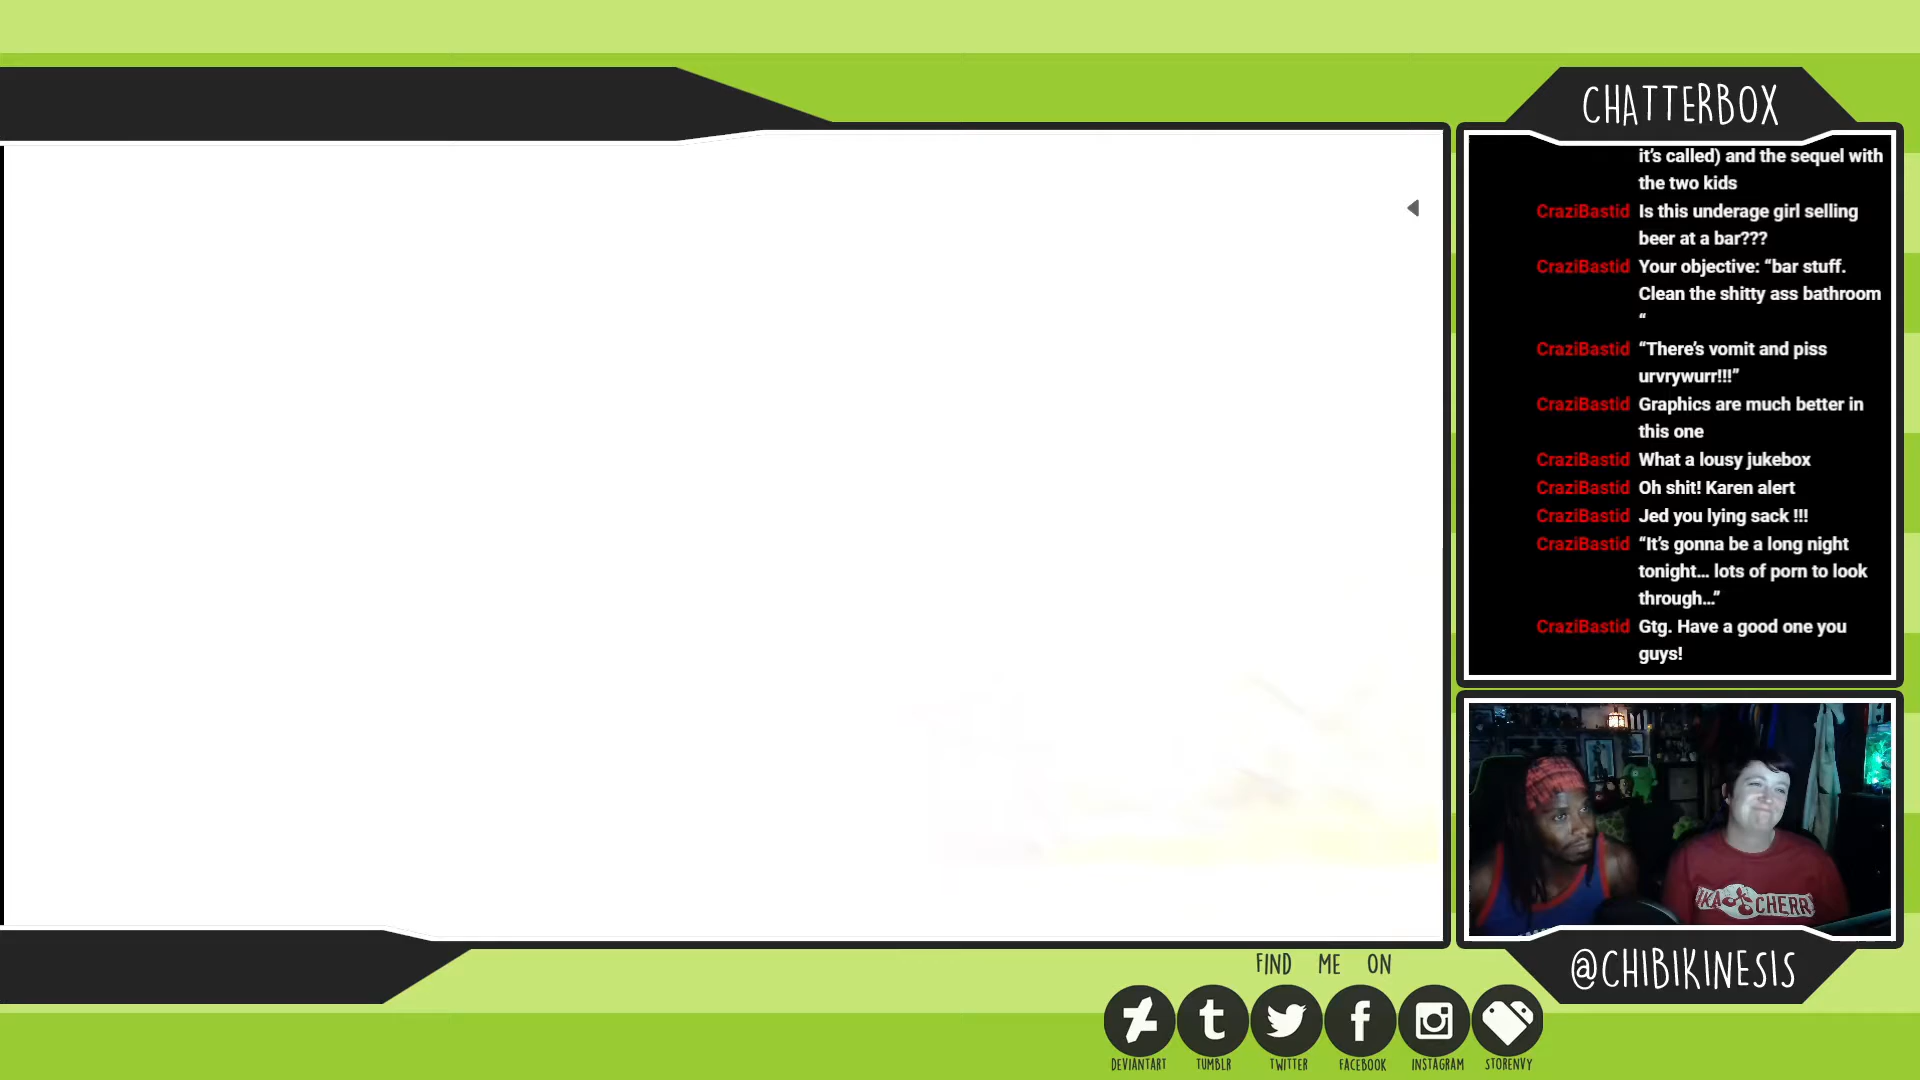 CHATTERBOX
it's called) and the sequel with
the two kids
CraziBastid Is this underage girl selling
beer at a bar???
CraziBastid Your objective: “bar stuff.
Clean the shitty ass bathroom
“
CraziBastid “There's vomit and piss
urvrywurr!!!”
CraziBastid Graphics are much better in
this one
CraziBastid What a lousy jukebox
CraziBastid Oh shit! Karen alert
CraziBastid Jed you lying sack !!!
CraziBastid “It's gonna be a long night
tonight... lots of porn to look
through...”
CraziBastid Gtg. Have a good one you
guys!
@CHIBIKINESIS
FIND ME ON
DEVIANTART TUMBLR TWITTER FACEBOOK INSTAGRAM STORENVY